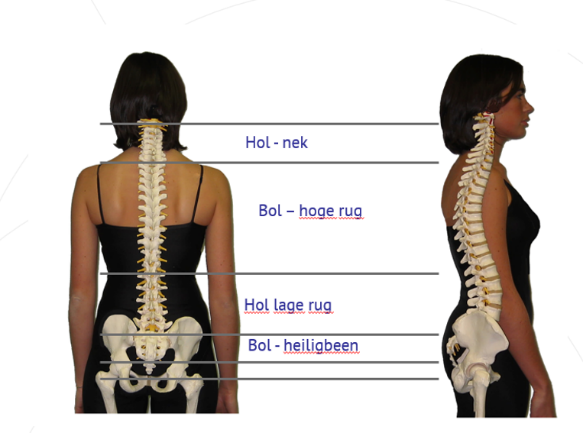 Hol - nek
Bol – hoge rug
Hol lage rug
Bol - heiligbeen